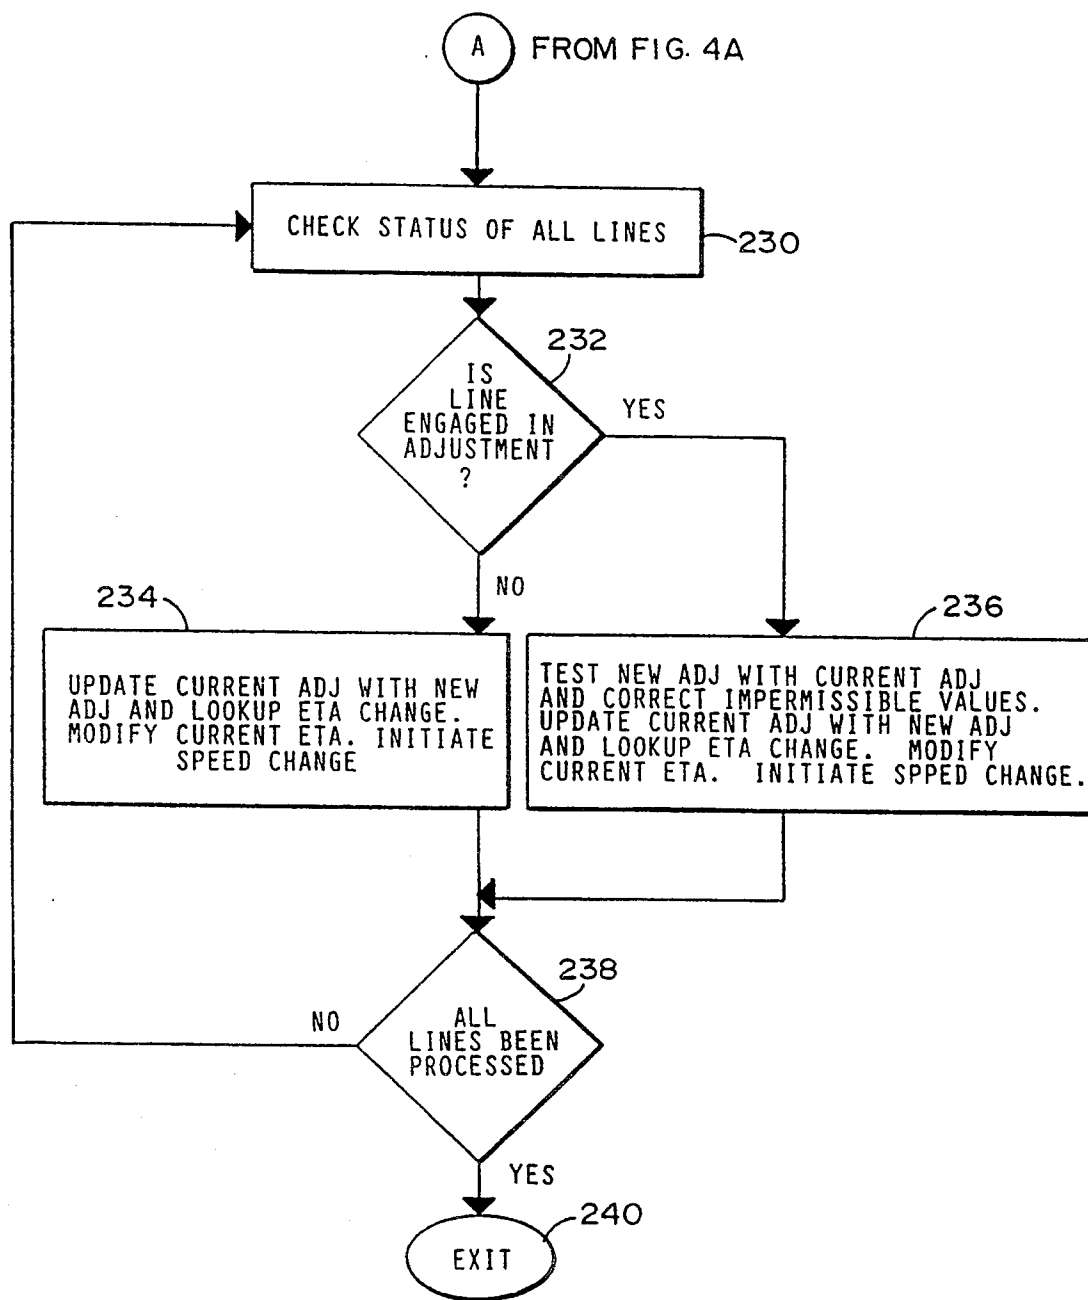 A
FROM FIG. 4A
CHECK STATUS OF ALL LINES
230
232
IS
LINE
ENGAGED IN
ADJUSTMENT
?
YES
NO
234
236
UPDATE CURRENT ADJ WITH NEW
ADJ AND LOOKUP ETA CHANGE.
MODIFY CURRENT ETA. INITIATE
SPEED CHANGE
TEST NEW ADJ WITH CURRENT ADJ
AND CORRECT IMPERMISSIBLE VALUES.
UPDATE CURRENT ADJ WITH NEW ADJ
AND LOOKUP ETA CHANGE. MODIFY
CURRENT ETA. INITIATE SPPED CHANGE.
238
NO
ALL
LINES BEEN
PROCESSED
YES
240
EXIT